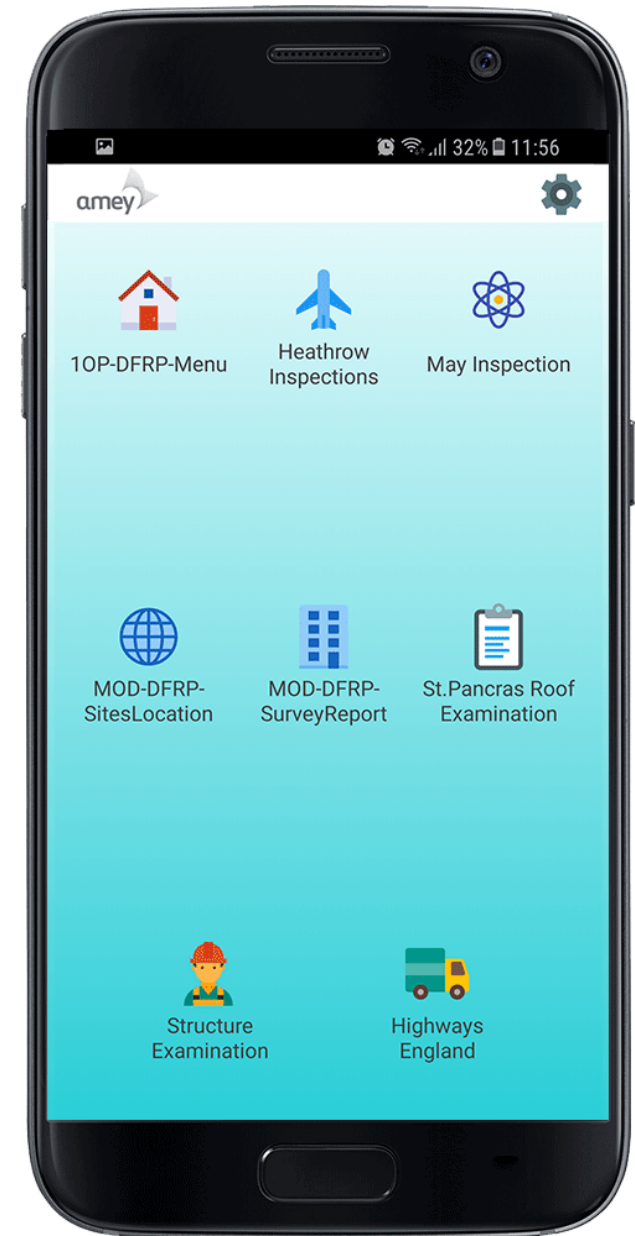 32% 11:56
amey
1OP-DFRP-Menu
Heathrow
Inspections
May Inspection
MOD-DFRP-
SitesLocation
MOD-DFRP-
SurveyReport
St.Pancras Roof
Examination
Structure
Examination
Highways
England